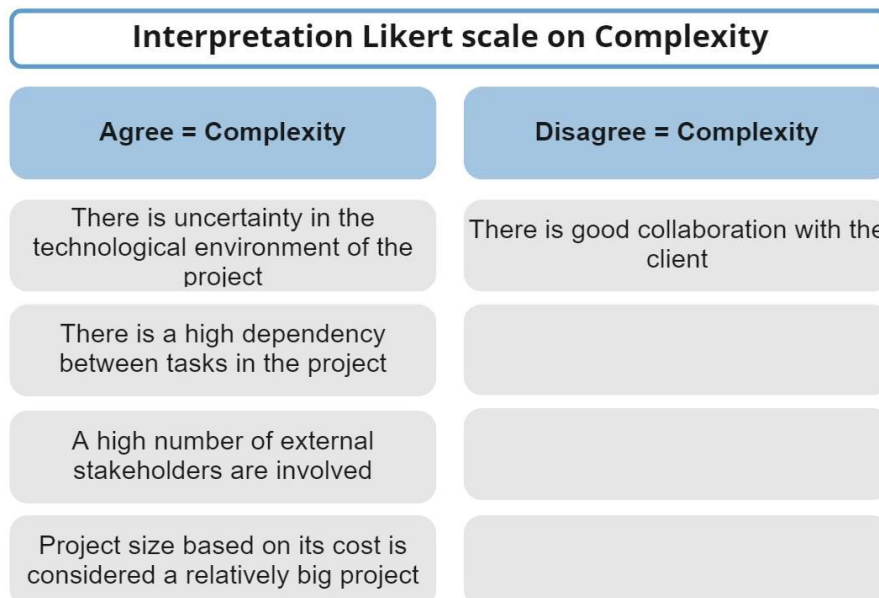 Interpretation Likert scale on Complexity
Agree = Complexity
Disagree = Complexity
There is uncertainty in the
technological environment of the
project
There is good collaboration with the
client
There is a high dependency
between tasks in the project
A high number of external
stakeholders are involved
Project size based on its cost is
considered a relatively big project